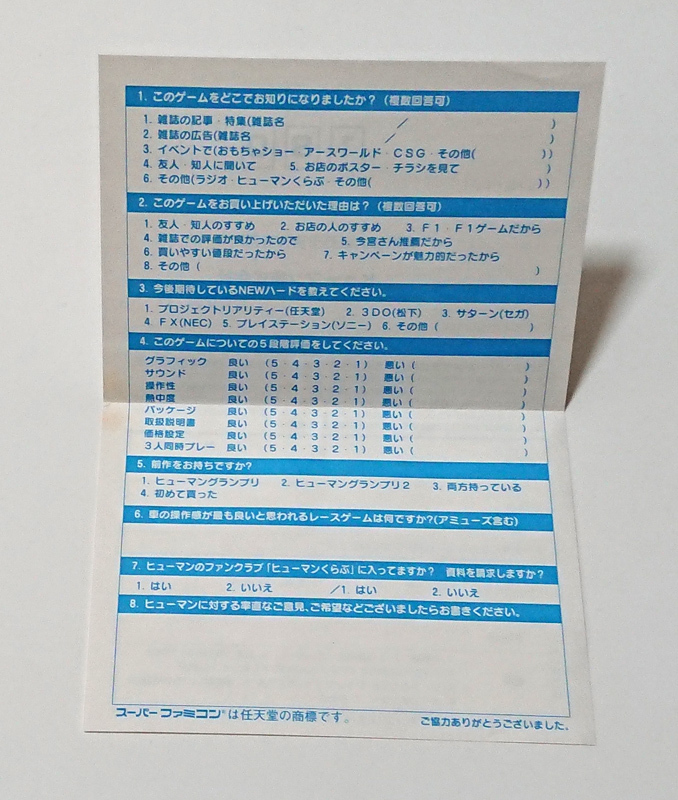 1. このゲームをどこでお知りになりましたか?(複数回答可)
1. 雑誌の記事・特集(雑誌名 / )
2. 雑誌の広告(雑誌名 / )
3. イベントで(おもちゃショー・アースワールド・CSG・その他( ))
4. 友人・知人に聞いて 5. お店のポスター・チラシを見て
6. その他(ラジオ・ヒューマンくらぶ・その他( ))
2. このゲームをお買い上げいただいた理由は?(複数回答可)
1. 友人・知人のすすめ 2. お店の人のすすめ 3. F1・F1ゲームだから
4. 雑誌での評価が良かったので 5. 今宮さん推薦だから
6. 買いやすい値段だったから 7. キャンペーンが魅力的だったから
8. その他( )
3. 今後期待しているNEWハードを教えてください。
1. プロジェクトリアリティー(任天堂) 2. 3DO(松下) 3. サターン(セガ)
4. FX(NEC) 5. プレイステーション(ソニー) 6. その他( )
4. このゲームについての5段階評価をしてください。
グラフィック 良い (5・4・3・2・1) 悪い( )
サウンド 良い (5・4・3・2・1) 悪い( )
操作性 良い (5・4・3・2・1) 悪い( )
熱中度 良い (5・4・3・2・1) 悪い( )
パッケージ 良い (5・4・3・2・1) 悪い( )
取扱説明書 良い (5・4・3・2・1) 悪い( )
価格設定 良い (5・4・3・2・1) 悪い( )
3人同時プレー 良い (5・4・3・2・1) 悪い( )
5. 前作をお持ちですか?
1. ヒューマングランプリ 2. ヒューマングランプリ2 3. 両方持っている
4. 初めて買った
6. 車の操作感が最も良いと思われるレースゲームは何ですか?(アミューズ含む)
7. ヒューマンのファンクラブ「ヒューマンくらぶ」に入ってますか? 資料を請求しますか?
1. はい 2. いいえ /1. はい 2. いいえ
8. ヒューマンに対する率直なご意見、ご希望などございましたらお書きください。
スーパーファミコン®は任天堂の商標です。
ご協力ありがとうございました。